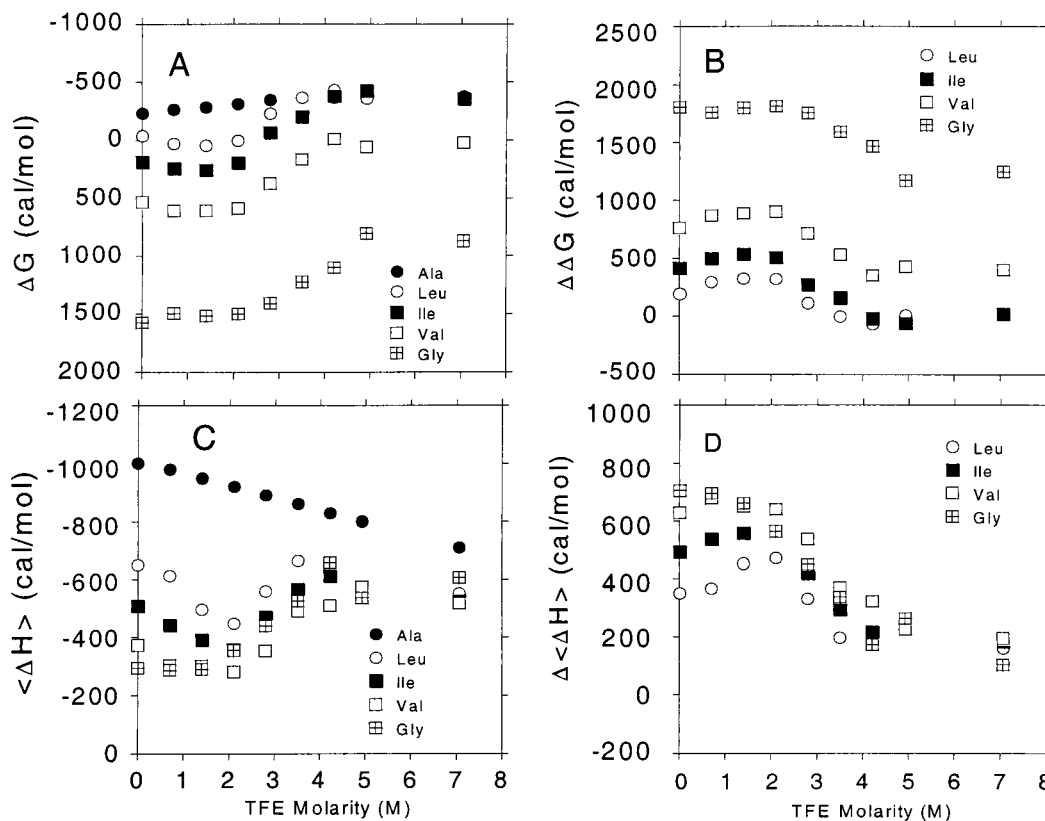 A
ΔG (cal/mol)
-1000
-500
0
500
1000
1500
2000
Ala
Leu
Ile
Val
Gly
B
ΔΔG (cal/mol)
2500
2000
1500
1000
500
0
-500
Leu
Ile
Val
Gly
C
<ΔH> (cal/mol)
-1200
-1000
-800
-600
-400
-200
0
Ala
Leu
Ile
Val
Gly
0 1 2 3 4 5 6 7 8
TFE Molarity (M)
D
Δ<ΔH> (cal/mol)
1000
800
600
400
200
0
-200
Leu
Ile
Val
Gly
0 1 2 3 4 5 6 7 8
TFE Molarity (M)